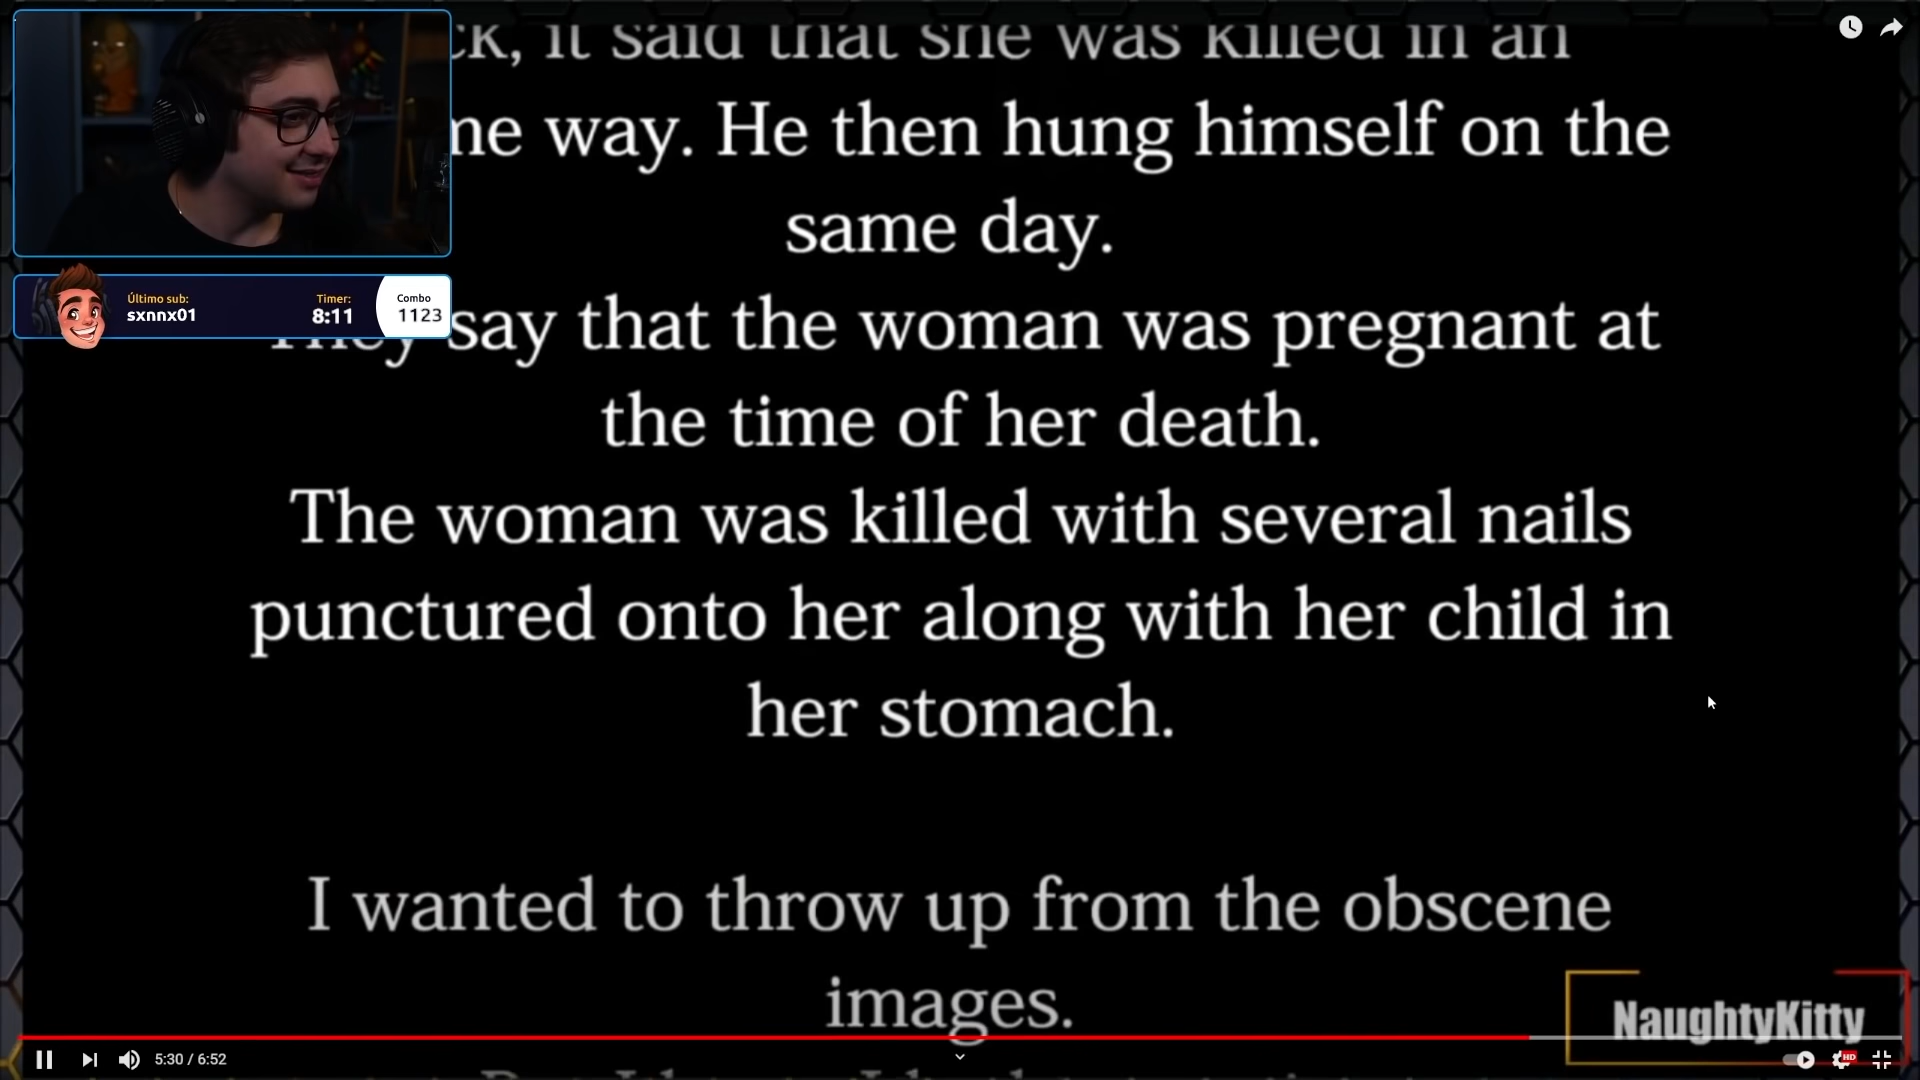 ck, it said that she was killed in an
me way. He then hung himself on the
same day.
They say that the woman was pregnant at
the time of her death.
The woman was killed with several nails
punctured onto her along with her child in
her stomach.
I wanted to throw up from the obscene
images.
Último sub:
sxnnx01
Timer:
8:11
Combo
1123
NaughtyKitty
5:30 / 6:52
HD